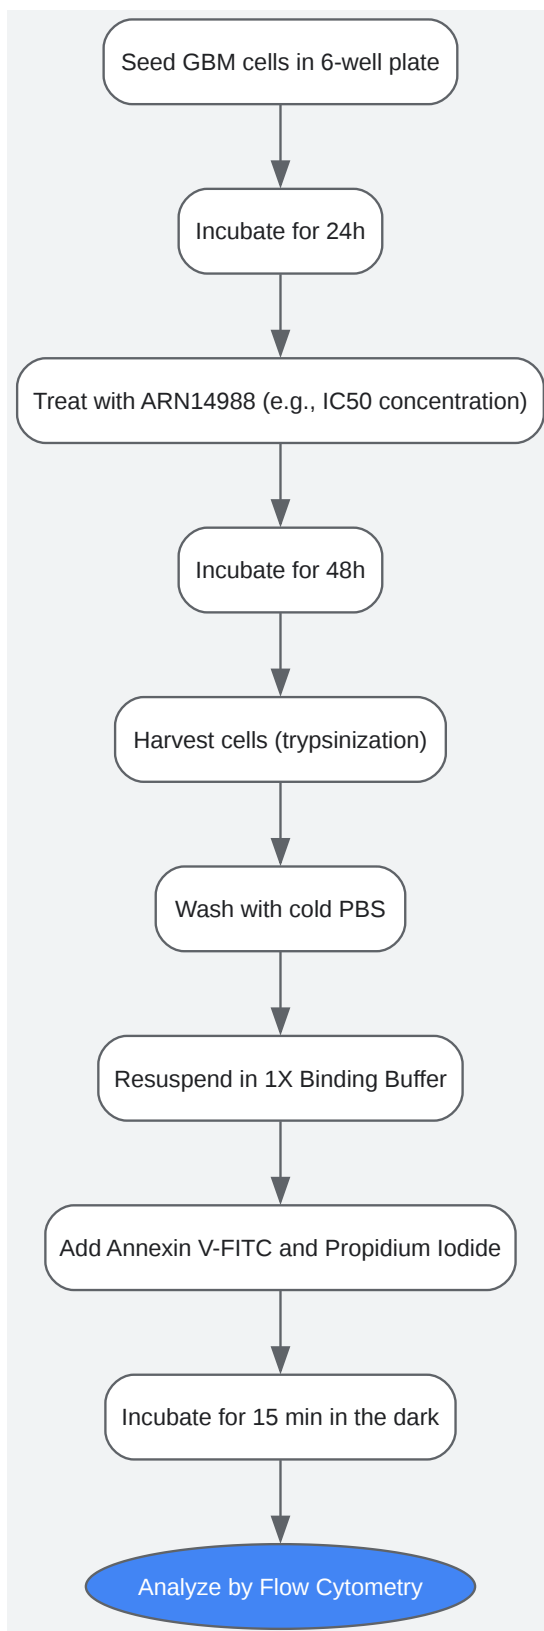 Seed GBM cells in 6-well plate
Incubate for 24h
Treat with ARN14988 (e.g., IC50 concentration)
Incubate for 48h
Harvest cells (trypsinization)
Wash with cold PBS
Resuspend in 1X Binding Buffer
Add Annexin V-FITC and Propidium Iodide
Incubate for 15 min in the dark
Analyze by Flow Cytometry